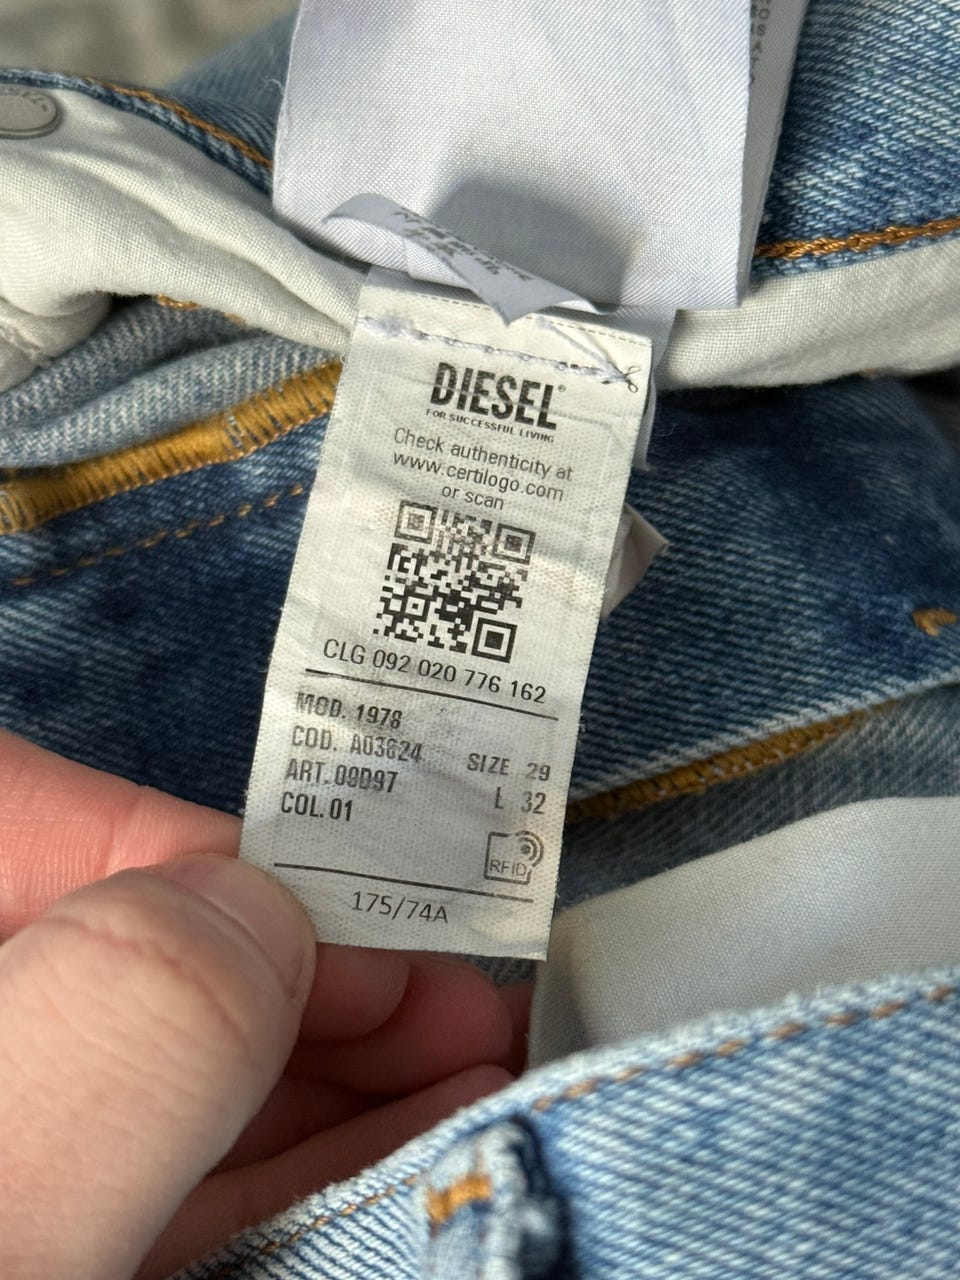 DIESEL®
FOR SUCCESSFUL LIVING
Check authenticity at
www.certilogo.com
or scan
CLG 092 020 776 162
MOD. 1978
COD. A03624 SIZE 29
ART. 09D97 L 32
COL. 01
RFID
175/74A